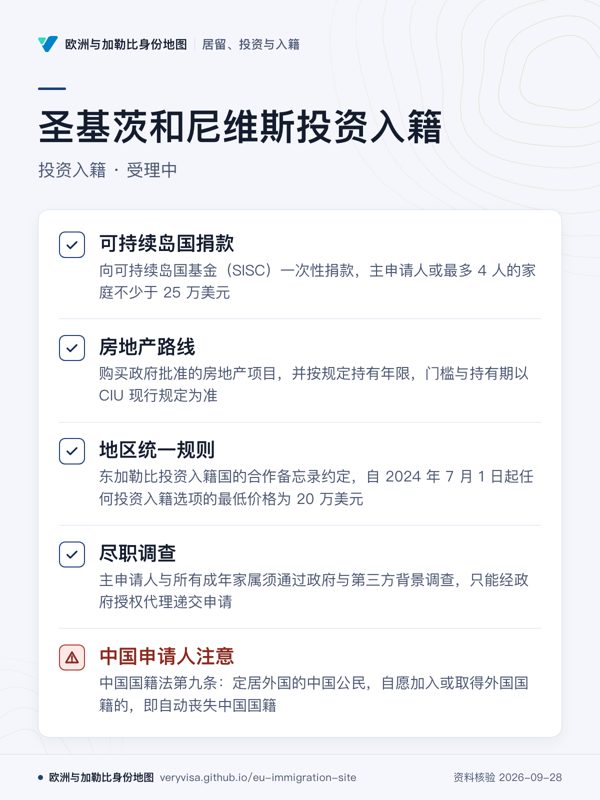 欧洲与加勒比身份地图 居留、投资与入籍
圣基茨和尼维斯投资入籍
投资入籍 · 受理中
可持续岛国捐款
向可持续岛国基金（SISC）一次性捐款，主申请人或最多 4 人的家
庭不少于 25 万美元
房地产路线
购买政府批准的房地产项目，并按规定持有年限，门槛与持有期以
CIU 现行规定为准
地区统一规则
东加勒比投资入籍国的合作备忘录约定，自 2024 年 7 月 1 日起任
何投资入籍选项的最低价格为 20 万美元
尽职调查
主申请人与所有成年家属须通过政府与第三方背景调查，只能经政
府授权代理递交申请
中国申请人注意
中国国籍法第九条：定居外国的中国公民，自愿加入或取得外国国
籍的，即自动丧失中国国籍
欧洲与加勒比身份地图 veryvisa.github.io/eu-immigration-site
资料核验 2026-09-28